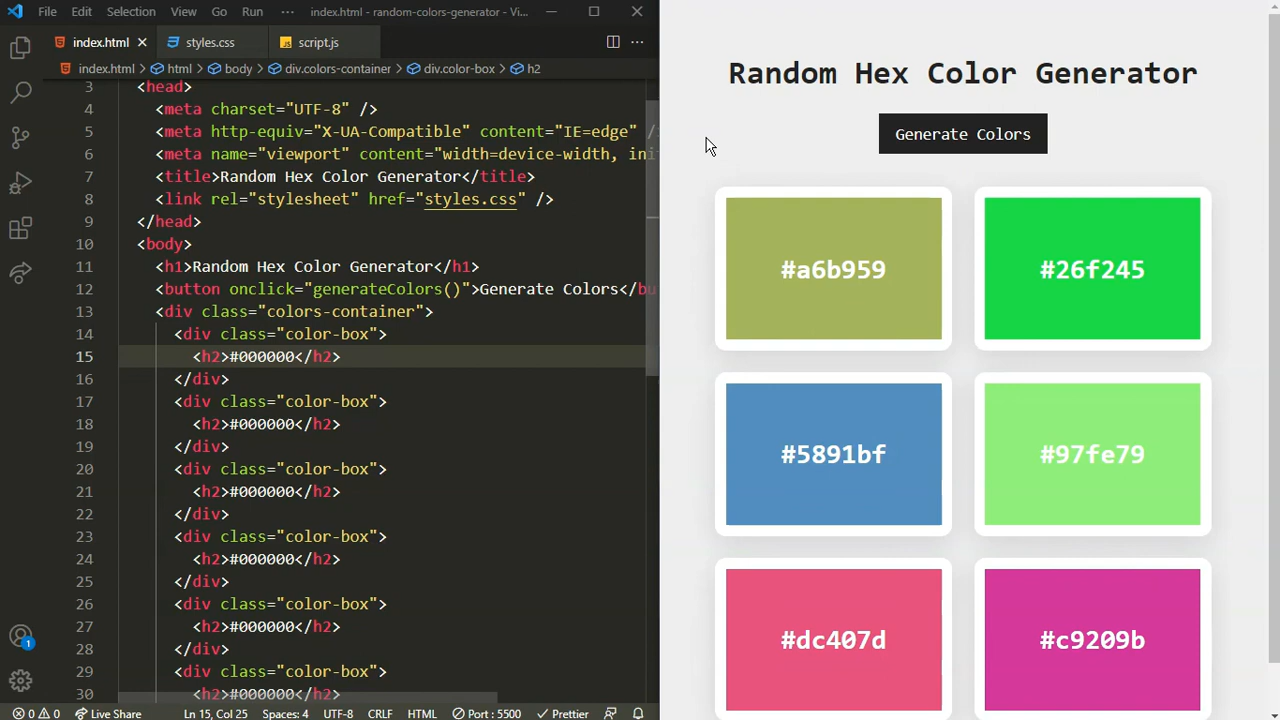 File Edit Selection View Go Run ··· index.html - random-colors-generator - Vi...
index.html styles.css JS script.js ···
index.html > html > body > div.colors-container > div.color-box > h2
3 <head>
4 <meta charset="UTF-8" />
5 <meta http-equiv="X-UA-Compatible" content="IE=edge" /
6 <meta name="viewport" content="width=device-width, ini
7 <title>Random Hex Color Generator</title>
8 <link rel="stylesheet" href="styles.css" />
9 </head>
10 <body>
11 <h1>Random Hex Color Generator</h1>
12 <button onclick="generateColors()">Generate Colors</bu
13 <div class="colors-container">
14 <div class="color-box">
15 <h2>#000000</h2>
16 </div>
17 <div class="color-box">
18 <h2>#000000</h2>
19 </div>
20 <div class="color-box">
21 <h2>#000000</h2>
22 </div>
23 <div class="color-box">
24 <h2>#000000</h2>
25 </div>
26 <div class="color-box">
27 <h2>#000000</h2>
28 </div>
29 <div class="color-box">
30 <h2>#000000</h2>
1
0 0 Live Share Ln 15, Col 25 Spaces: 4 UTF-8 CRLF HTML Port : 5500 Prettier
Random Hex Color Generator
Generate Colors
#a6b959 #26f245
#5891bf #97fe79
#dc407d #c9209b